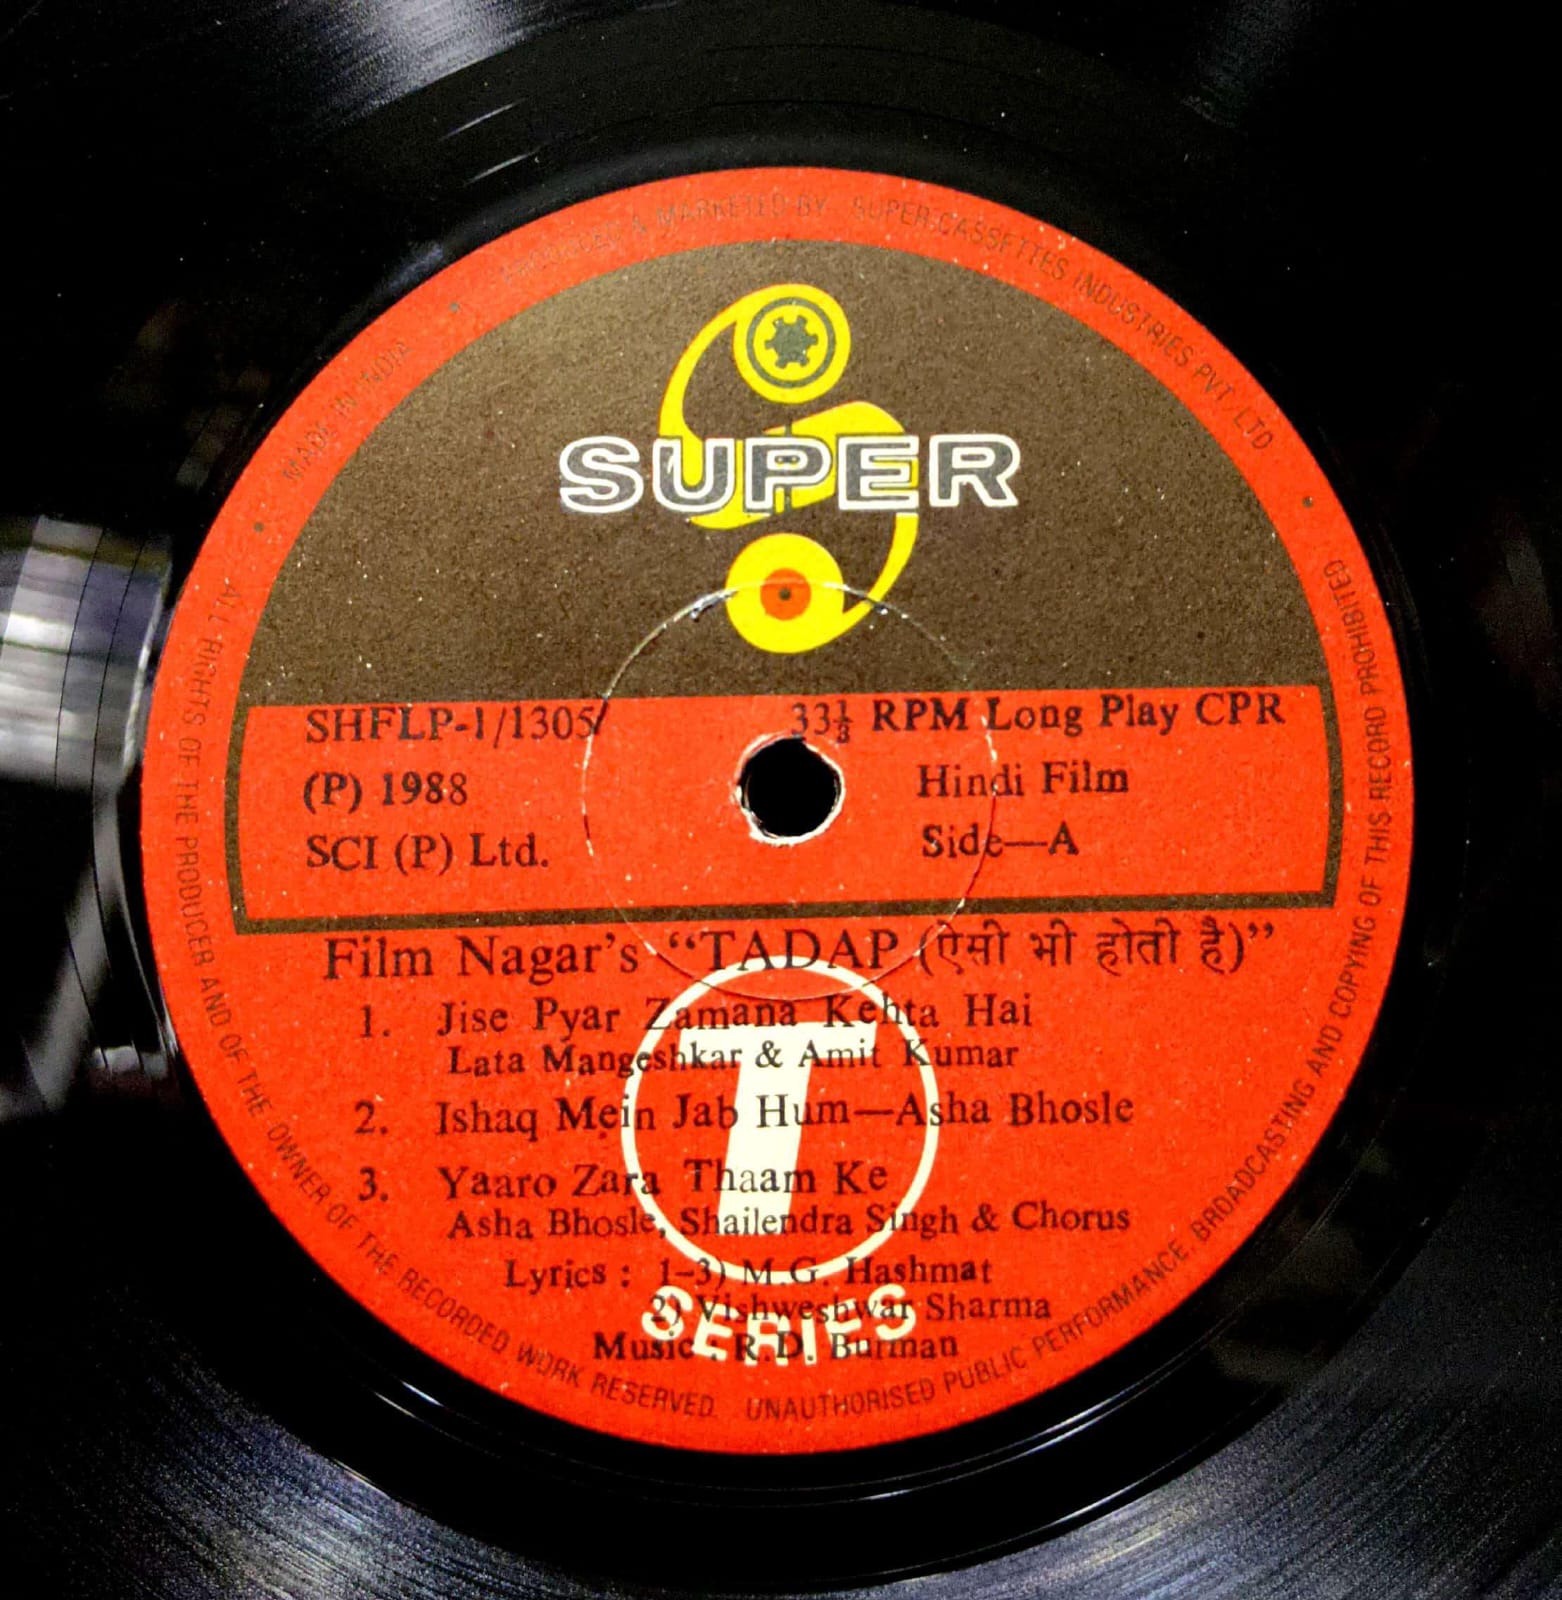 MADE IN INDIA • PRODUCED & MARKETED BY SUPER CASSETTES INDUSTRIES PVT. LTD •
SUPER
SHFLP-1/1305
33⅓ RPM Long Play CPR
(P) 1988
Hindi Film
SCI (P) Ltd.
Side—A
Film Nagar's "TADAP (ऐसी भी होती है)"
1. Jise Pyar Zamana Kehta Hai
Lata Mangeshkar & Amit Kumar
2. Ishaq Mein Jab Hum—Asha Bhosle
3. Yaaro Zara Thaam Ke
Asha Bhosle, Shailendra Singh & Chorus
Lyrics : 1-3) M.G. Hashmat
2) Vishweshwar Sharma
Music : R.D. Burman
T
SERIES
ALL RIGHTS OF THE PRODUCER AND OF THE OWNER OF THE RECORDED WORK RESERVED. UNAUTHORISED PUBLIC PERFORMANCE. BROADCASTING AND COPYING OF THIS RECORD PROHIBITED